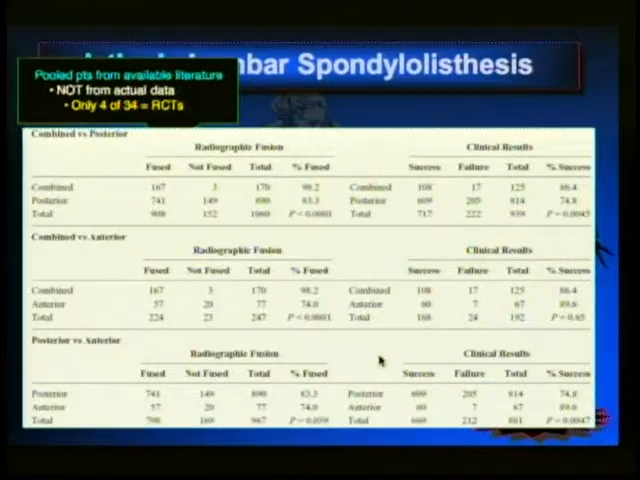 mbar Spondylolisthesis
Pooled pts from available literature
• NOT from actual data
• Only 4 of 34 = RCTs
Combined vs Posterior
Radiographic Fusion Clinical Results
Fused Not Fused Total % Fused Success Failure Total % Success
Combined 167 3 170 98.2 Combined 108 17 125 86.4
Posterior 741 149 890 83.3 Posterior 609 205 814 74.8
Total 908 152 1060 P < 0.0001 Total 717 222 939 P = 0.0045
Combined vs Anterior
Radiographic Fusion Clinical Results
Fused Not Fused Total % Fused Success Failure Total % Success
Combined 167 3 170 98.2 Combined 108 17 125 86.4
Anterior 57 20 77 74.0 Anterior 60 7 67 89.6
Total 224 23 247 P < 0.0001 Total 168 24 192 P = 0.65
Posterior vs Anterior
Radiographic Fusion Clinical Results
Fused Not Fused Total % Fused Success Failure Total % Success
Posterior 741 149 890 83.3 Posterior 609 205 814 74.8
Anterior 57 20 77 74.0 Anterior 60 7 67 89.6
Total 798 169 967 P = 0.059 Total 669 212 881 P = 0.0047